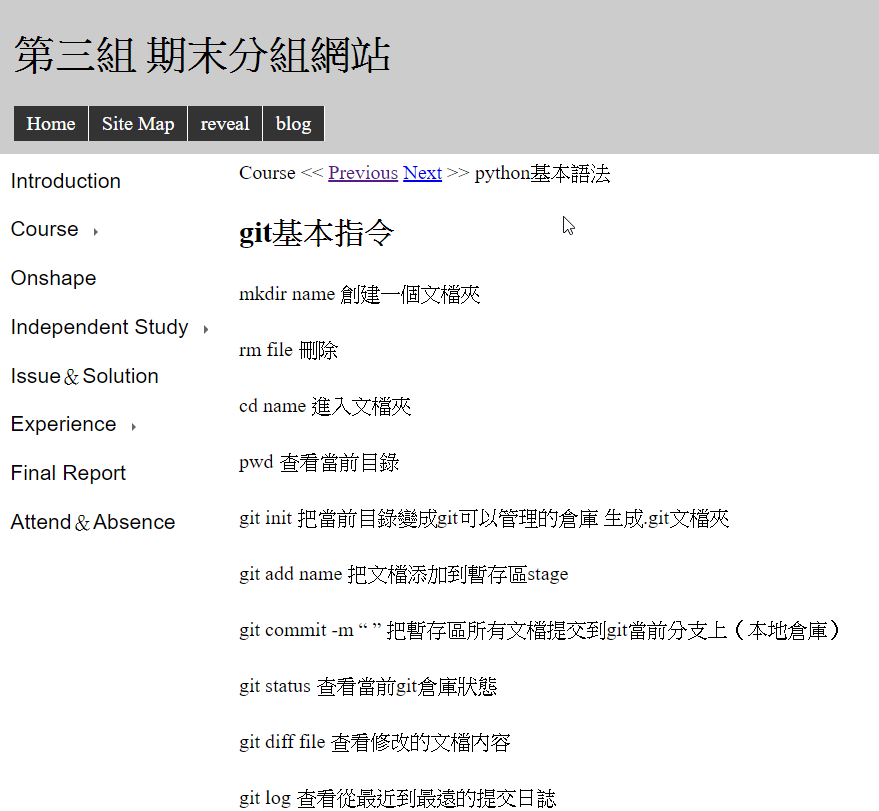 第三組 期末分組網站
Home Site Map reveal blog
Introduction
Course
Onshape
Independent Study
Issue＆Solution
Experience
Final Report
Attend＆Absence
Course << Previous Next >> python基本語法
git基本指令
mkdir name 創建一個文檔夾
rm file 刪除
cd name 進入文檔夾
pwd 查看當前目錄
git init 把當前目錄變成git可以管理的倉庫 生成.git文檔夾
git add name 把文檔添加到暫存區stage
git commit -m “ ” 把暫存區所有文檔提交到git當前分支上（本地倉庫）
git status 查看當前git倉庫狀態
git diff file 查看修改的文檔内容
git log 查看從最近到最遠的提交日誌